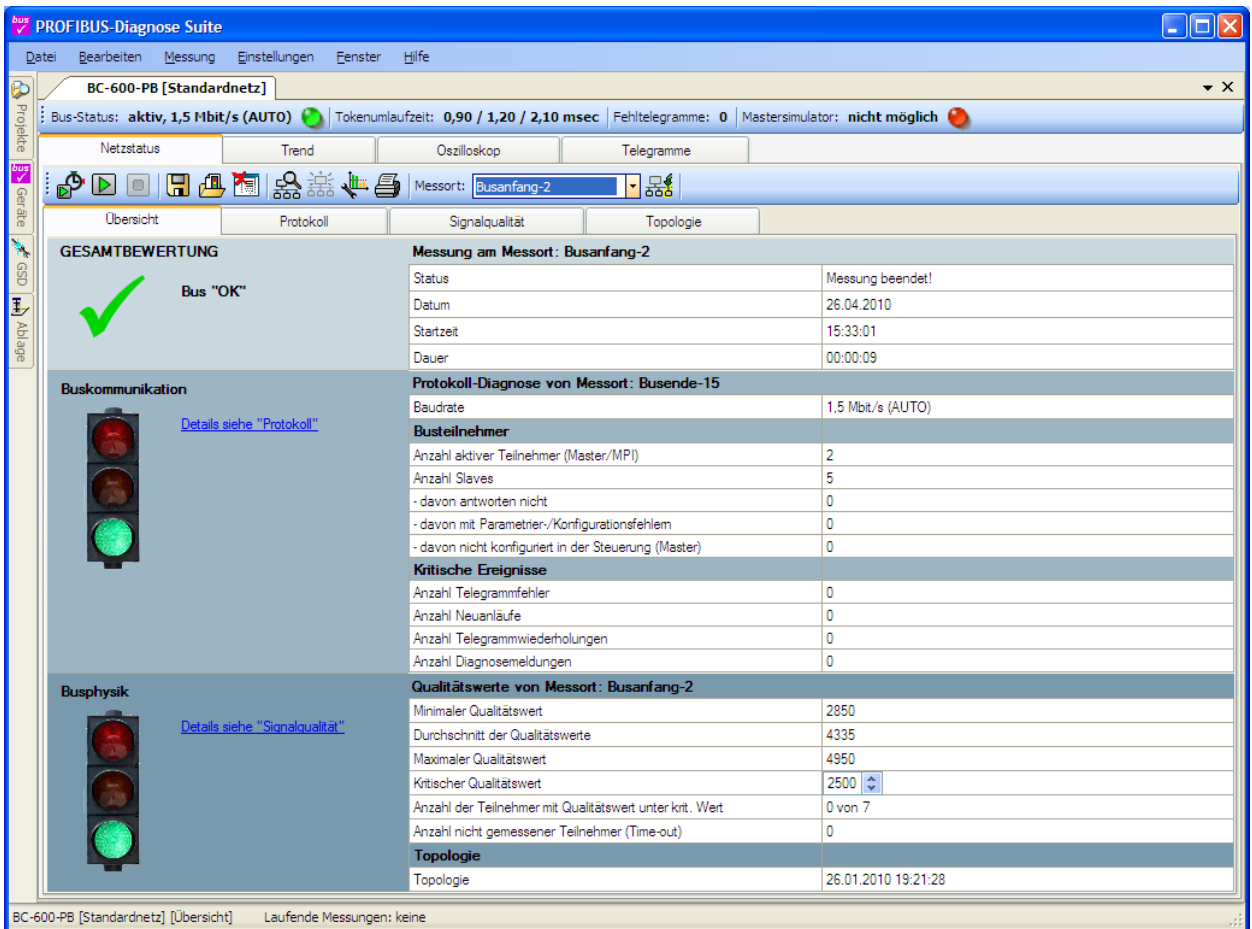 bus PROFIBUS-Diagnose Suite
Datei Bearbeiten Messung Einstellungen Fenster Hilfe
Projekte
bus Geräte
GSD
Ablage
BC-600-PB [Standardnetz]
Bus-Status: aktiv, 1,5 Mbit/s (AUTO) Tokenumlaufzeit: 0,90 / 1,20 / 2,10 msec Fehltelegramme: 0 Mastersimulator: nicht möglich
Netzstatus Trend Oszilloskop Telegramme
Messort: Busanfang-2
Übersicht Protokoll Signalqualität Topologie
GESAMTBEWERTUNG
Bus "OK"
Messung am Messort: Busanfang-2
Status Messung beendet!
Datum 26.04.2010
Startzeit 15:33:01
Dauer 00:00:09
Buskommunikation
Details siehe "Protokoll"
Protokoll-Diagnose von Messort: Busende-15
Baudrate 1,5 Mbit/s (AUTO)
Busteilnehmer
Anzahl aktiver Teilnehmer (Master/MPI) 2
Anzahl Slaves 5
- davon antworten nicht 0
- davon mit Parametrier-/Konfigurationsfehlern 0
- davon nicht konfiguriert in der Steuerung (Master) 0
Kritische Ereignisse
Anzahl Telegrammfehler 0
Anzahl Neuanläufe 0
Anzahl Telegrammwiederholungen 0
Anzahl Diagnosemeldungen 0
Busphysik
Details siehe "Signalqualität"
Qualitätswerte von Messort: Busanfang-2
Minimaler Qualitätswert 2850
Durchschnitt der Qualitätswerte 4335
Maximaler Qualitätswert 4950
Kritischer Qualitätswert 2500
Anzahl der Teilnehmer mit Qualitätswert unter krit. Wert 0 von 7
Anzahl nicht gemessener Teilnehmer (Time-out) 0
Topologie
Topologie 26.01.2010 19:21:28
BC-600-PB [Standardnetz] [Übersicht] Laufende Messungen: keine